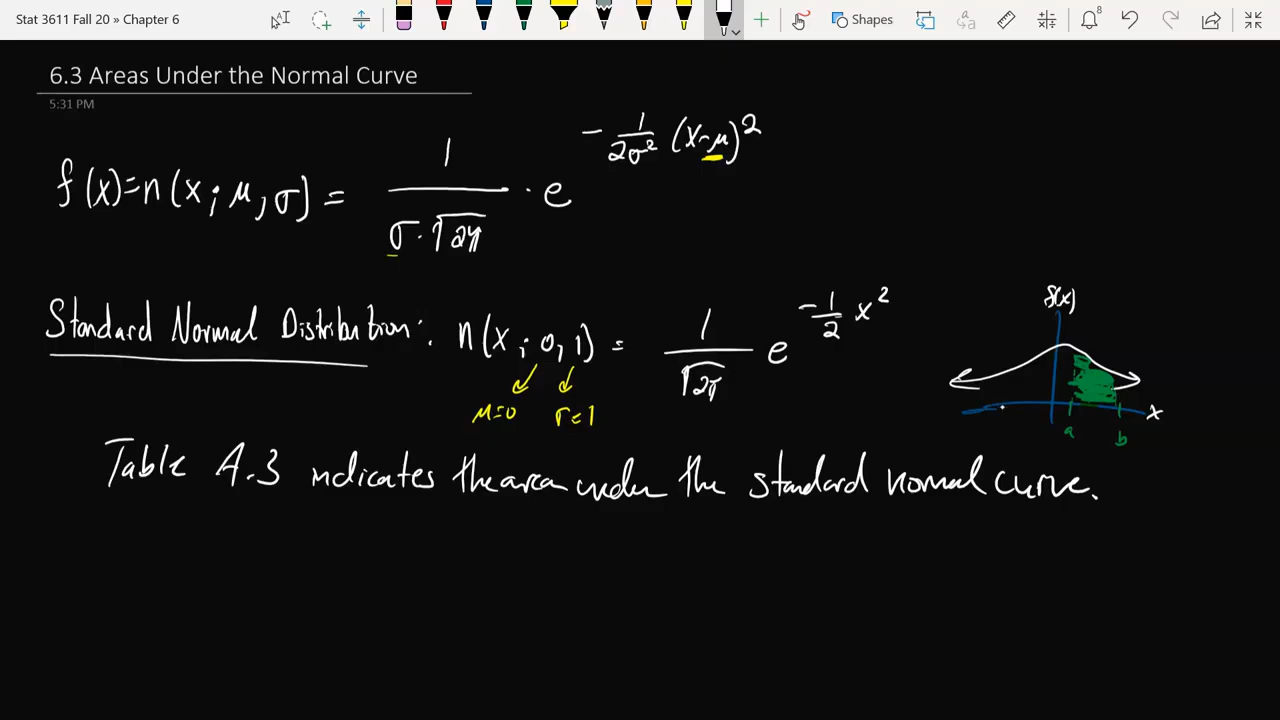 Stat 3611 Fall 20 » Chapter 6
Shapes
8
6.3 Areas Under the Normal Curve
5:31 PM
f(x)=n(x; μ, σ) = 1/(σ·√2π) · e^(-1/(2σ²) (x-μ)²)
Standard Normal Distribution: n(x; 0, 1) = 1/√2π e^(-1/2 x²)
μ=0 σ=1
f(x)
x
a b
Table A.3 indicates the area under the standard normal curve.